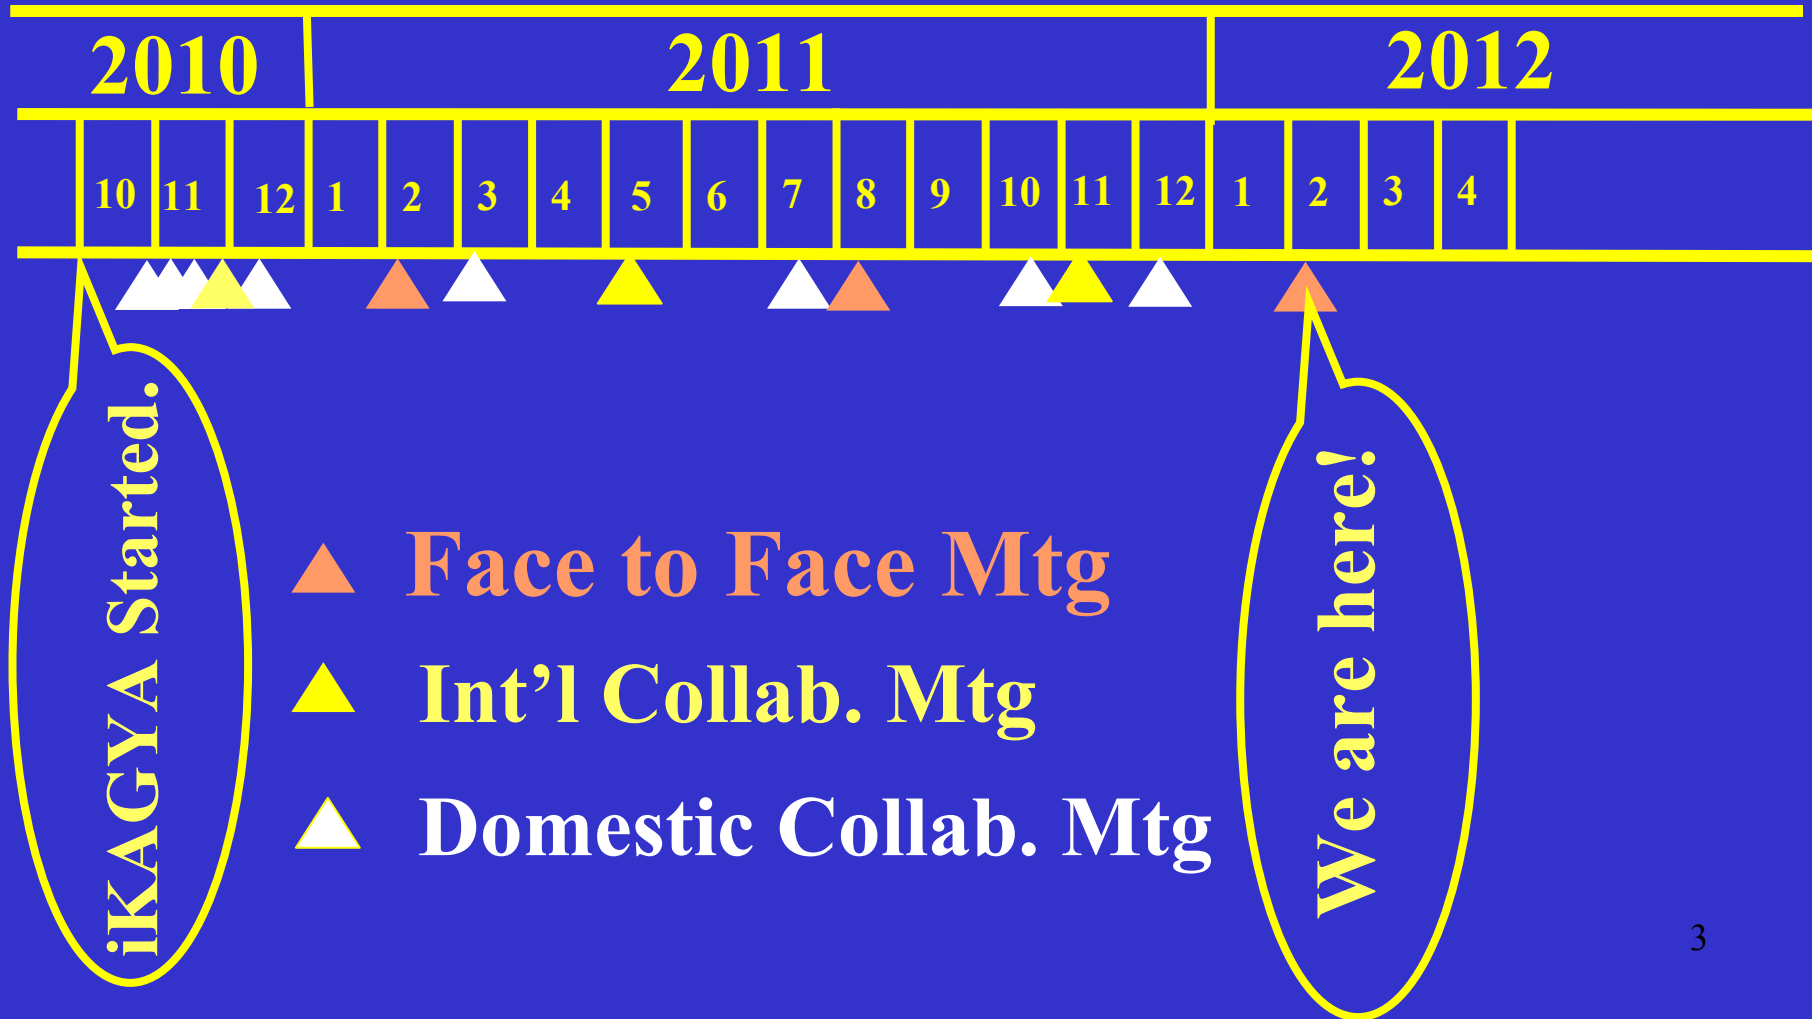 2010 2011 2012
10 11 12 1 2 3 4 5 6 7 8 9 10 11 12 1 2 3 4
iKAGYA Started.
We are here!
Face to Face Mtg
Int’l Collab. Mtg
Domestic Collab. Mtg
3